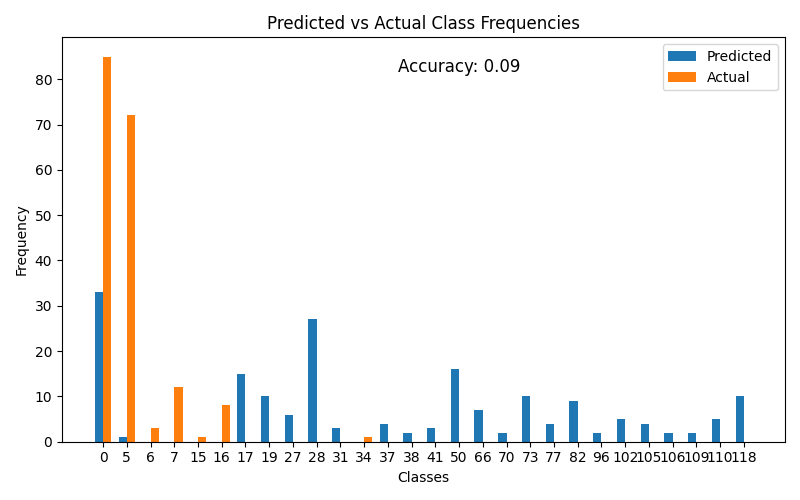 Predicted vs Actual Class Frequencies
Accuracy: 0.09
Predicted
Actual
Frequency
80
70
60
50
40
30
20
10
0
0 5 6 7 15 16 17 19 27 28 31 34 37 38 41 50 66 70 73 77 82 96 102 105 106 109 110 118
Classes